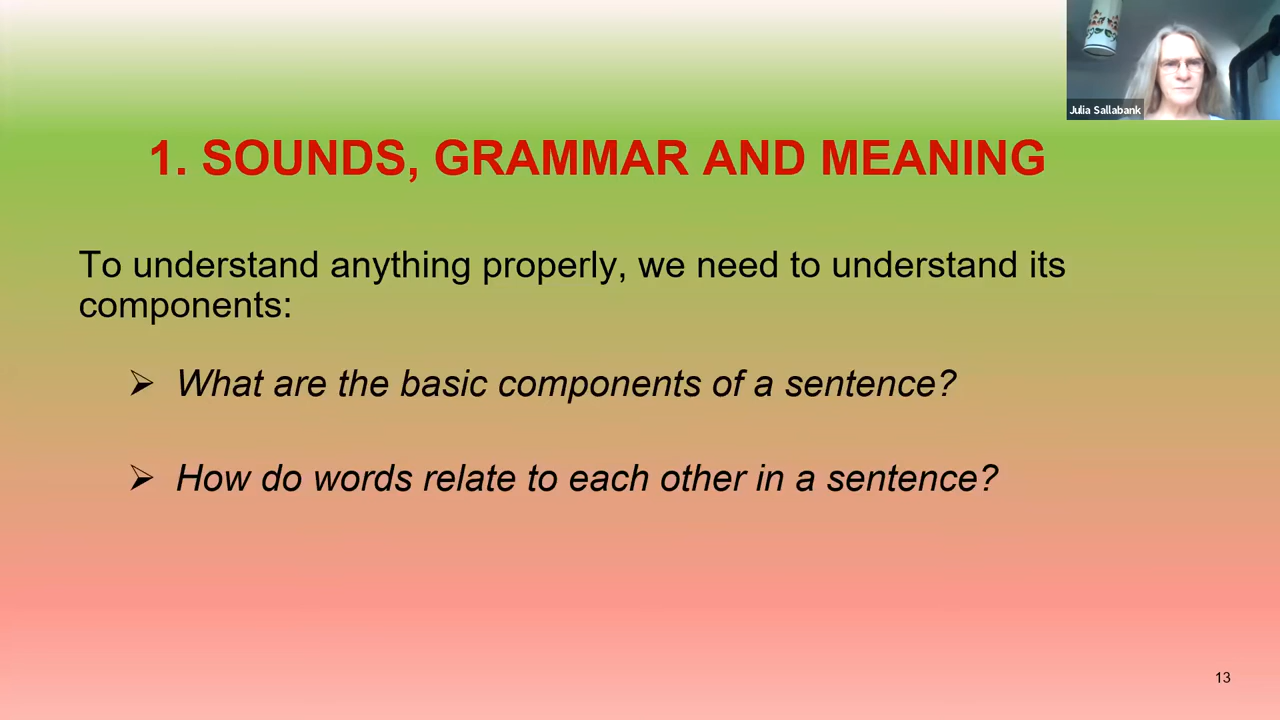 Julia Sallabank
1. SOUNDS, GRAMMAR AND MEANING
To understand anything properly, we need to understand its
components:
➢ What are the basic components of a sentence?
➢ How do words relate to each other in a sentence?
13